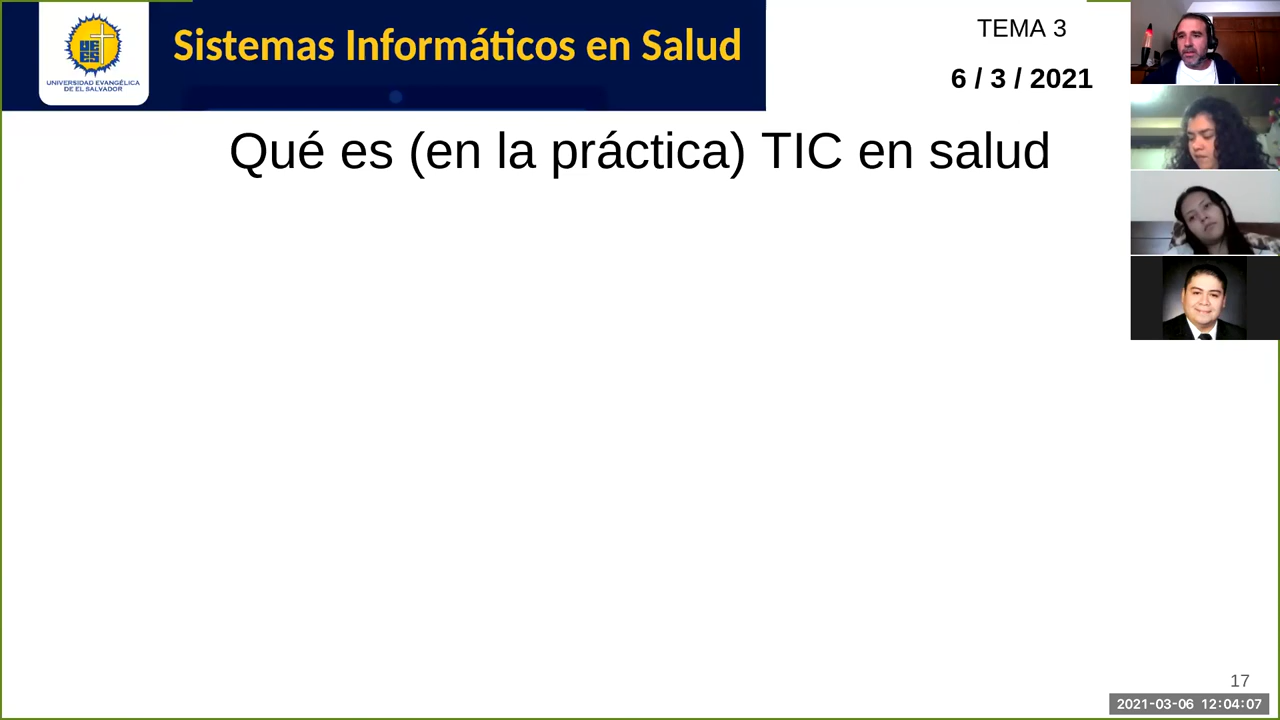 Sistemas Informáticos en Salud
UNIVERSIDAD EVANGÉLICA
DE EL SALVADOR
TEMA 3
6 / 3 / 2021
Qué es (en la práctica) TIC en salud
17
2021-03-06 12:04:07